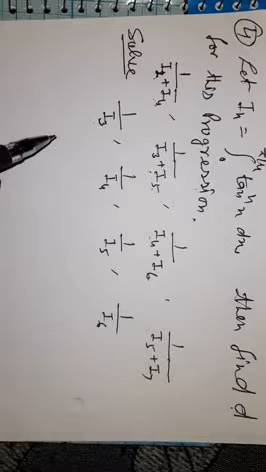 ④ Let Iₙ = ∫₀^{π/4} tanⁿx dx then find d
for this Progression.
1/(I₂+I₄), 1/(I₃+I₅), 1/(I₄+I₆), 1/(I₅+I₇)
Solve
1/I₃, 1/I₄, 1/I₅, 1/I₆